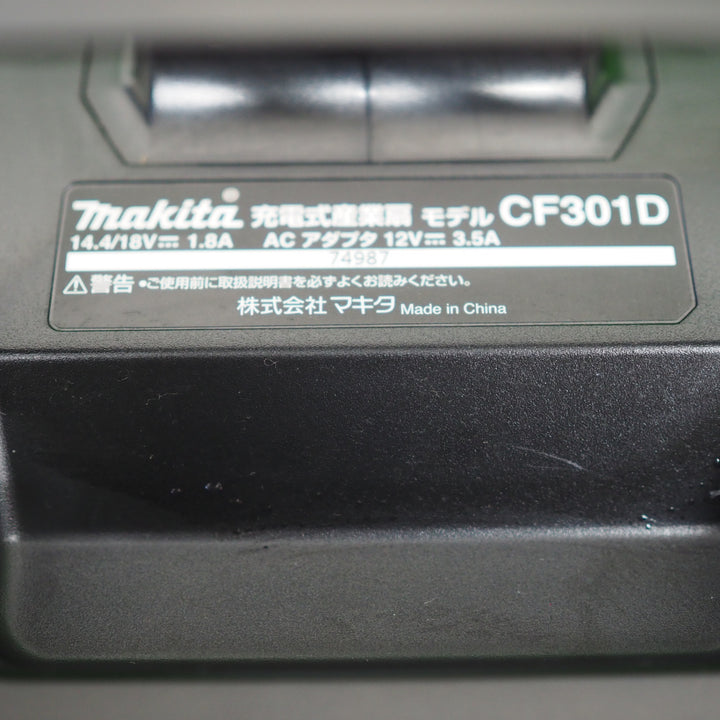 makita 充電式産業扇 モデル CF301D
14.4/18V⎓ 1.8A AC アダプタ 12V⎓ 3.5A
74987
⚠警告 •ご使用前に取扱説明書を必ずよくお読みください。
株式会社 マキタ Made in China